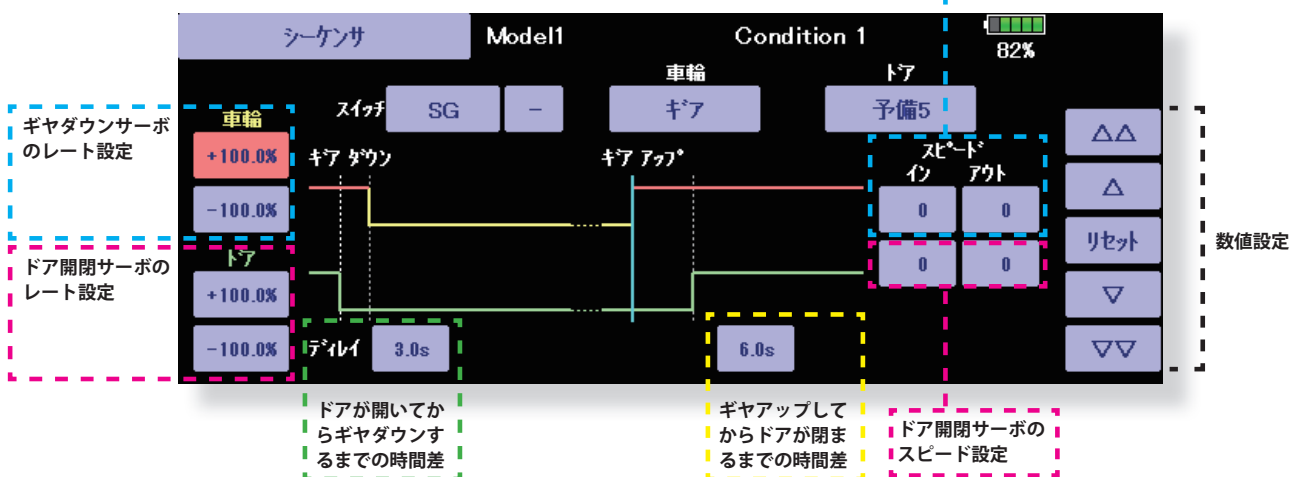 シーケンサ Model1 Condition 1 82%
車輪 ドア
スイッチ SG － ギア 予備5
ギヤダウンサーボ
のレート設定
車輪
+100.0%
-100.0%
ドア開閉サーボの
レート設定
ドア
+100.0%
-100.0%
ギア ダウン ギア アップ
スピード
イン アウト
0 0
0 0
ディレイ 3.0s 6.0s
△△
△
リセット
▽
▽▽
数値設定
ドアが開いてか
らギヤダウンす
るまでの時間差
ギヤアップして
からドアが閉ま
るまでの時間差
ドア開閉サーボの
スピード設定